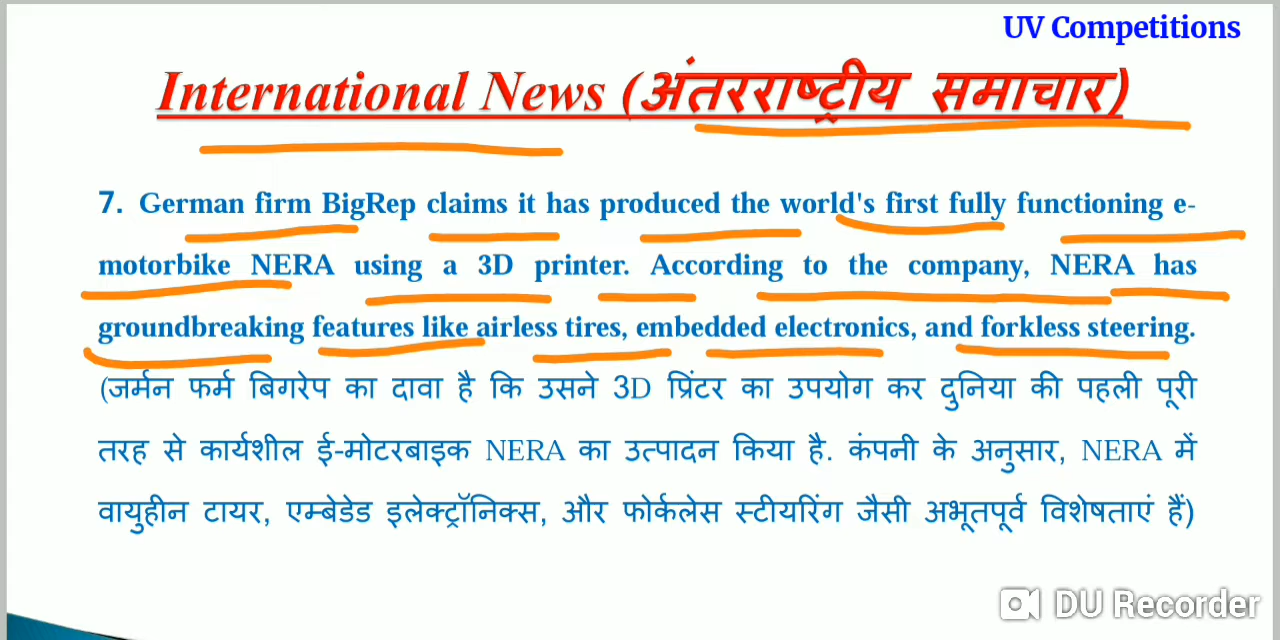 UV Competitions
International News (अंतरराष्ट्रीय समाचार)
7. German firm BigRep claims it has produced the world's first fully functioning e-
motorbike NERA using a 3D printer. According to the company, NERA has
groundbreaking features like airless tires, embedded electronics, and forkless steering.
(जर्मन फर्म बिगरेप का दावा है कि उसने 3D प्रिंटर का उपयोग कर दुनिया की पहली पूरी
तरह से कार्यशील ई-मोटरबाइक NERA का उत्पादन किया है. कंपनी के अनुसार, NERA में
वायुहीन टायर, एम्बेडेड इलेक्ट्रॉनिक्स, और फोर्कलेस स्टीयरिंग जैसी अभूतपूर्व विशेषताएं हैं)
DU Recorder